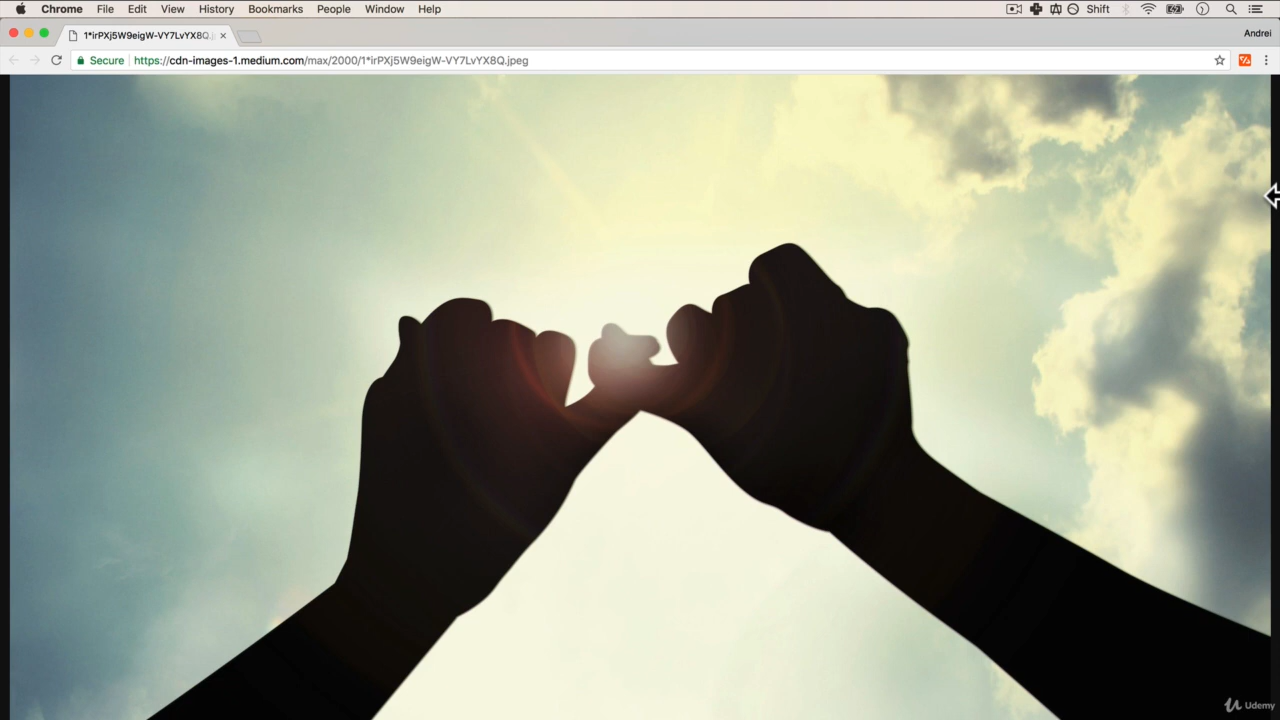 Chrome File Edit View History Bookmarks People Window Help Shift
1*irPXj5W9eigW-VY7LvYX8Q.j
Andrei
Secure https://cdn-images-1.medium.com/max/2000/1*irPXj5W9eigW-VY7LvYX8Q.jpeg
Udemy